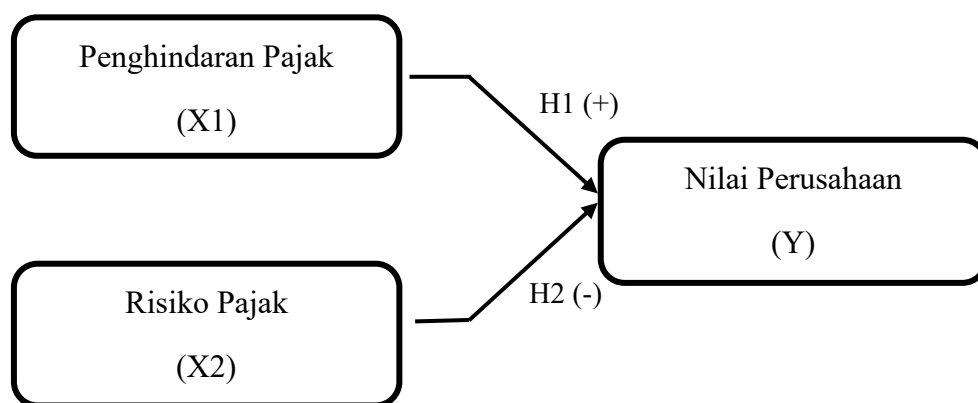 Penghindaran Pajak
(X1)
H1 (+)
Nilai Perusahaan
(Y)
H2 (-)
Risiko Pajak
(X2)